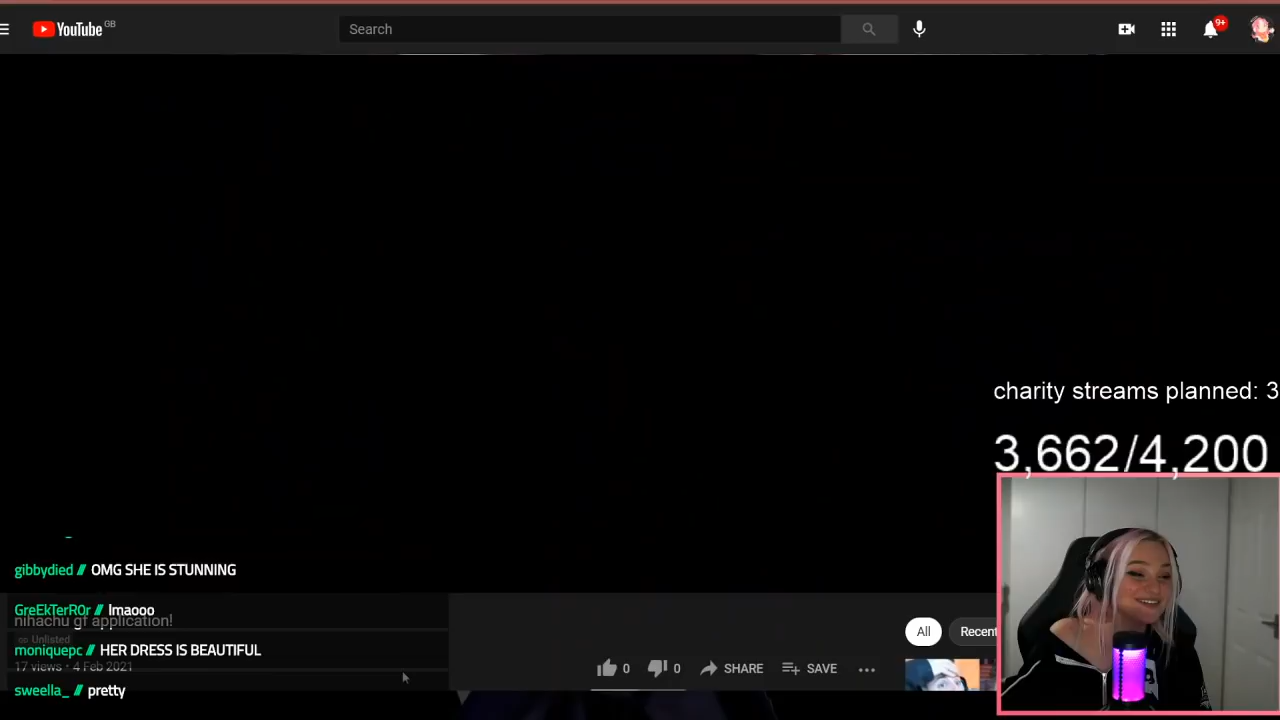 YouTube GB
Search
9+
charity streams planned: 3
3,662/4,200
gibbydied // OMG SHE IS STUNNING
GreEkTerR0r // lmaooo
nihachu gf application!
Unlisted
moniquepc // HER DRESS IS BEAUTIFUL
17 views • 4 Feb 2021
sweella_ // pretty
0
0
SHARE
SAVE
All
Recent